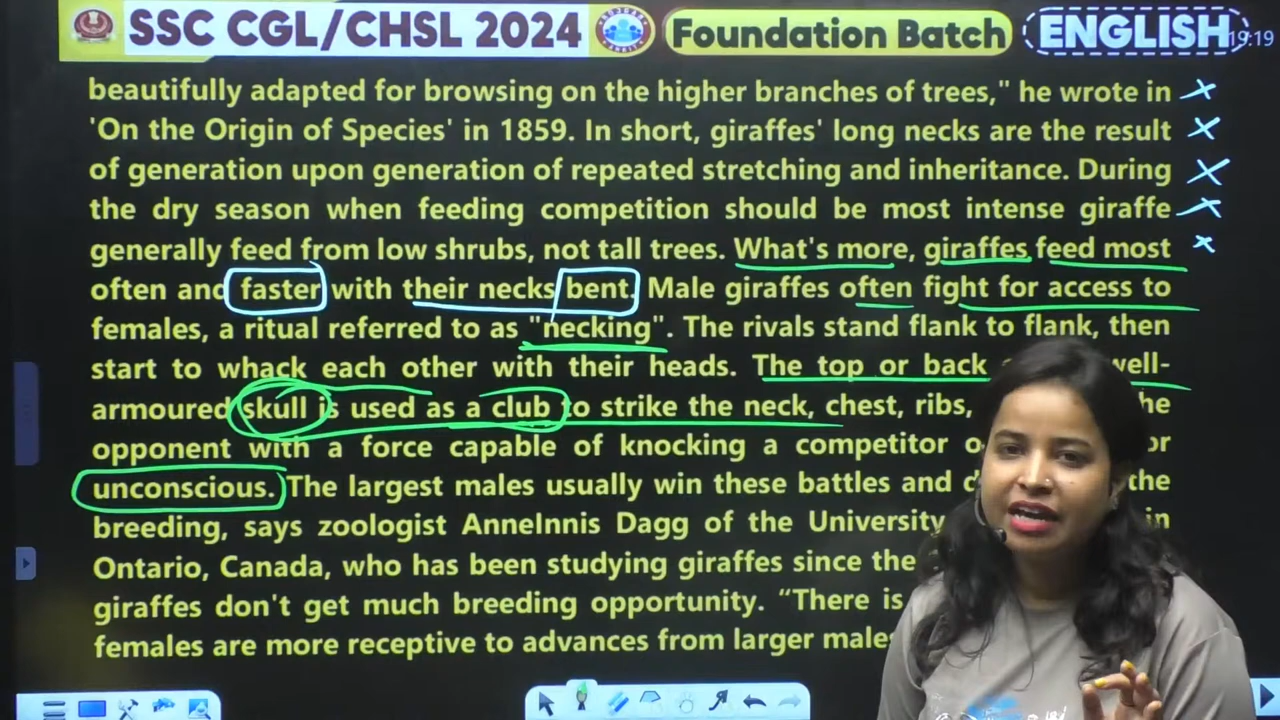 SSC CGL/CHSL 2024 Foundation Batch ENGLISH 19:19
beautifully adapted for browsing on the higher branches of trees," he wrote in
'On the Origin of Species' in 1859. In short, giraffes' long necks are the result
of generation upon generation of repeated stretching and inheritance. During
the dry season when feeding competition should be most intense giraffe
generally feed from low shrubs, not tall trees. What's more, giraffes feed most
often and faster with their necks bent. Male giraffes often fight for access to
females, a ritual referred to as "necking". The rivals stand flank to flank, then
start to whack each other with their heads. The top or back well-
armoured skull is used as a club to strike the neck, chest, ribs,
opponent with a force capable of knocking a competitor or
unconscious. The largest males usually win these battles and the
breeding, says zoologist AnneInnis Dagg of the University in
Ontario, Canada, who has been studying giraffes since the
giraffes don't get much breeding opportunity. “There is
females are more receptive to advances from larger males